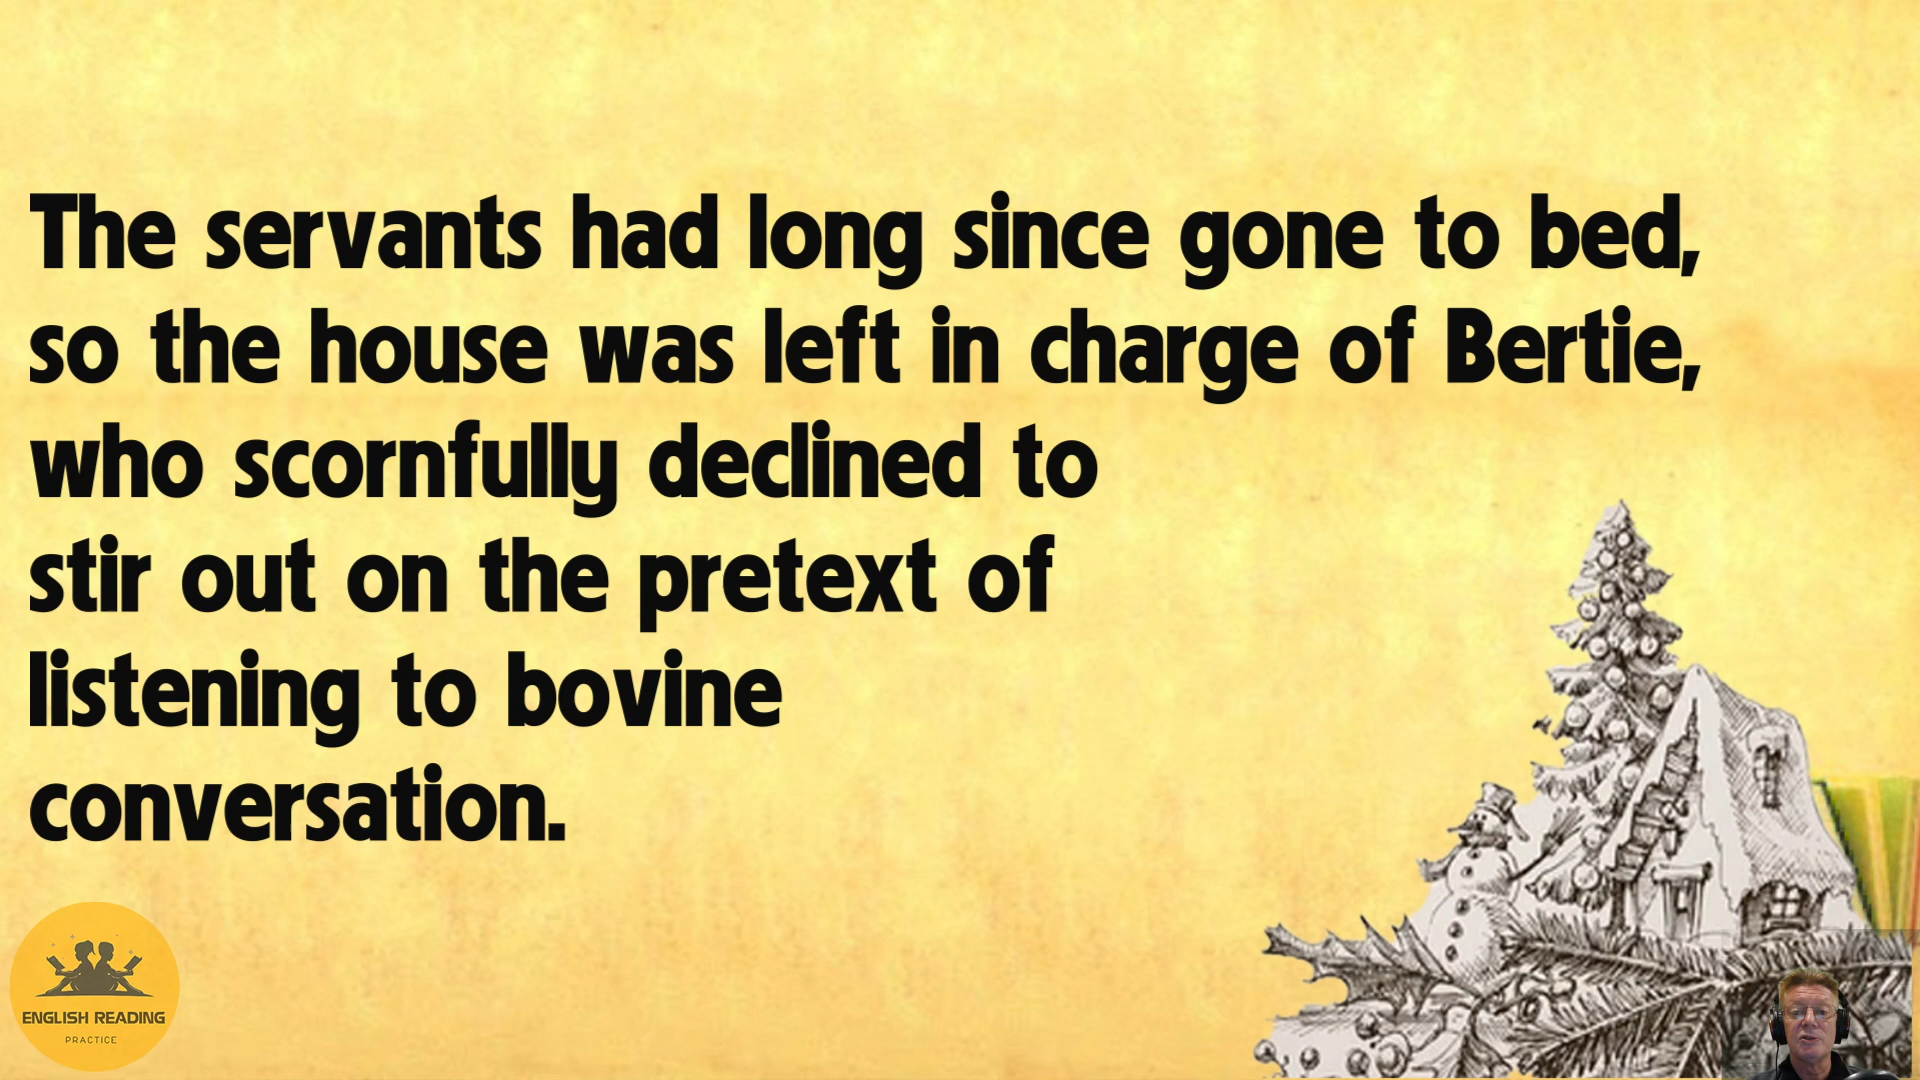 The servants had long since gone to bed,
so the house was left in charge of Bertie,
who scornfully declined to
stir out on the pretext of
listening to bovine
conversation.
ENGLISH READING
PRACTICE